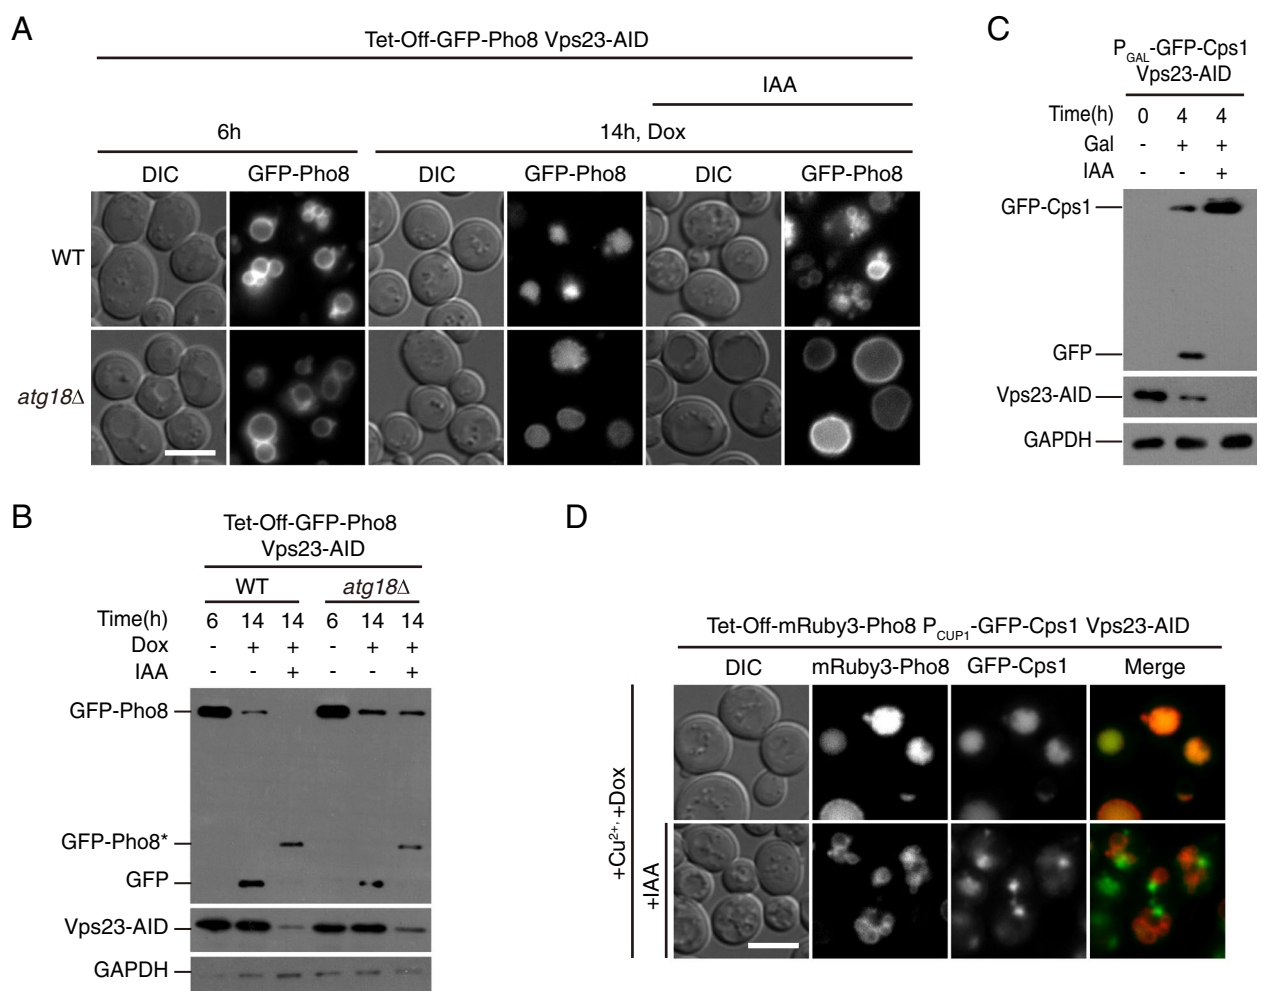 A
Tet-Off-GFP-Pho8 Vps23-AID
IAA
6h
14h, Dox
DIC GFP-Pho8 DIC GFP-Pho8 DIC GFP-Pho8
WT
atg18Δ
B
Tet-Off-GFP-Pho8
Vps23-AID
WT atg18Δ
Time(h) 6 14 14 6 14 14
Dox - + + - + +
IAA - - + - - +
GFP-Pho8
GFP-Pho8*
GFP
Vps23-AID
GAPDH
C
PGAL-GFP-Cps1
Vps23-AID
Time(h) 0 4 4
Gal - + +
IAA - - +
GFP-Cps1
GFP
Vps23-AID
GAPDH
D
Tet-Off-mRuby3-Pho8 PCUP1-GFP-Cps1 Vps23-AID
DIC mRuby3-Pho8 GFP-Cps1 Merge
+Cu2+, +Dox
+IAA